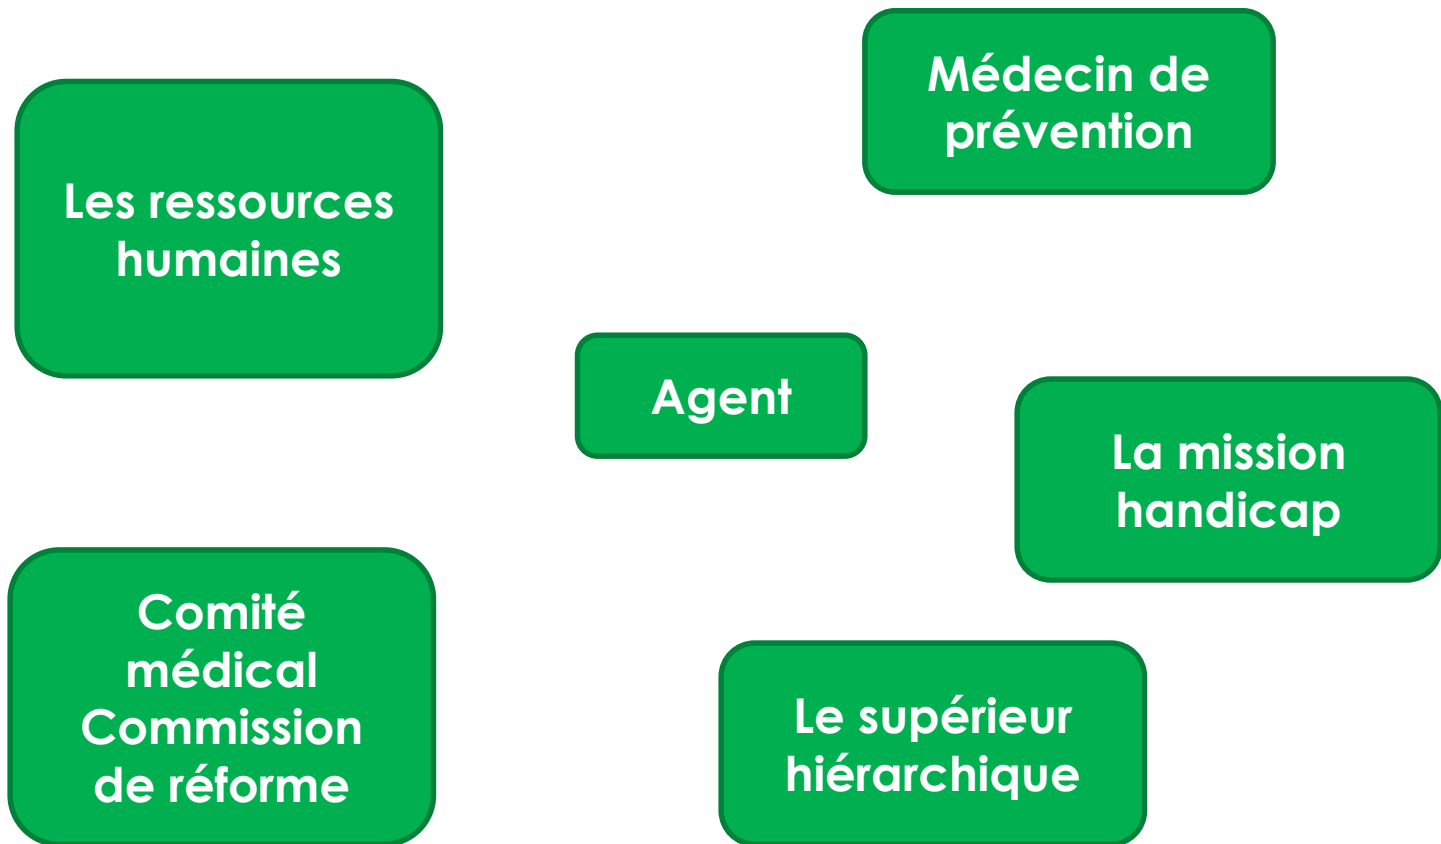 Médecin de
prévention
Les ressources
humaines
Agent
La mission
handicap
Comité
médical
Commission
de réforme
Le supérieur
hiérarchique